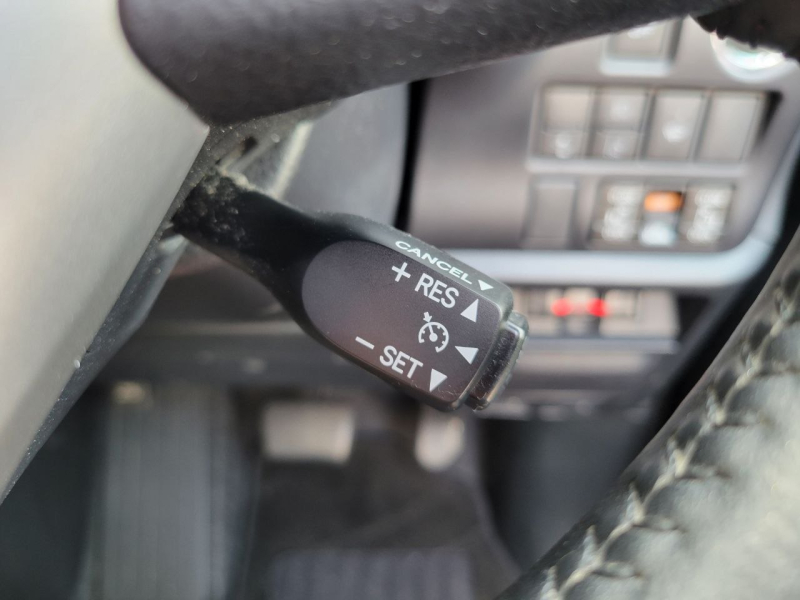 CANCEL ▼
+ RES ▲
◀
− SET ▼